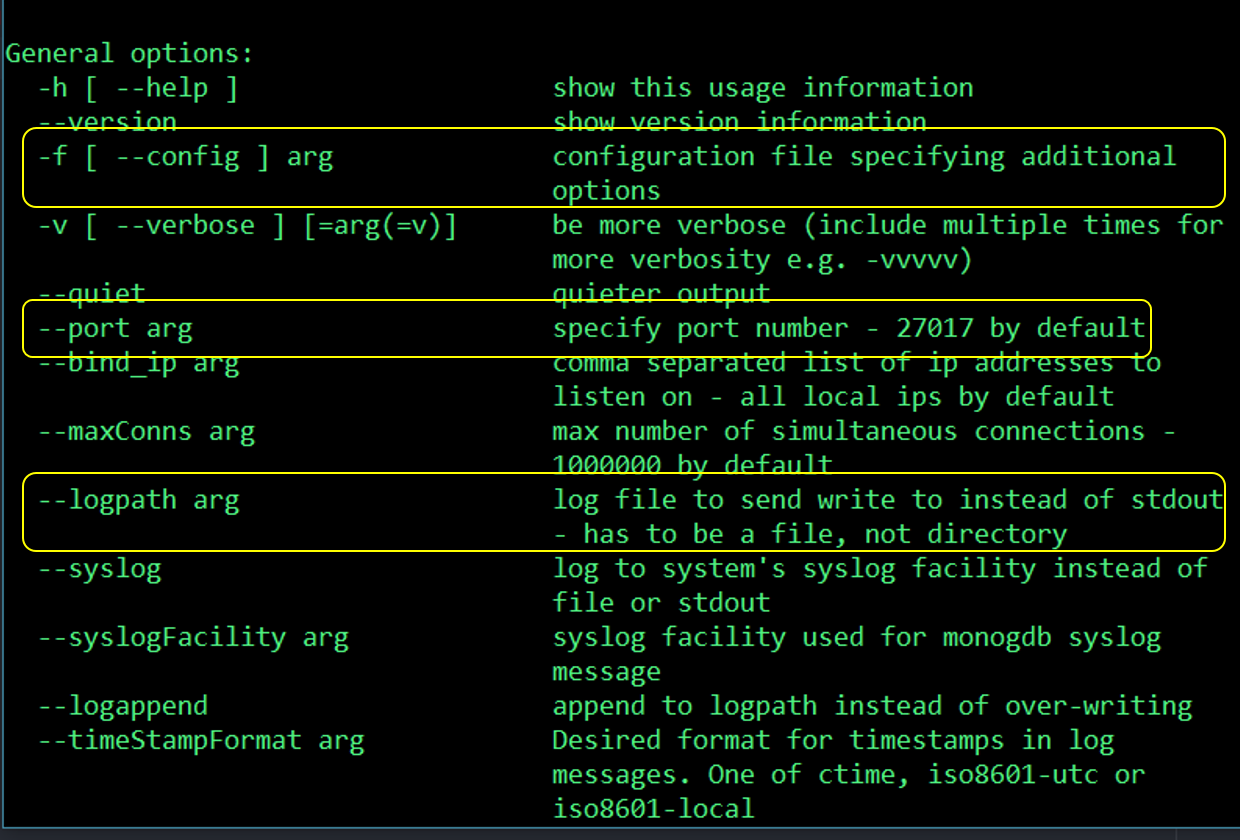 General options:
-h [ --help ] show this usage information
--version show version information
-f [ --config ] arg configuration file specifying additional
options
-v [ --verbose ] [=arg(=v)] be more verbose (include multiple times for
more verbosity e.g. -vvvvv)
--quiet quieter output
--port arg specify port number - 27017 by default
--bind_ip arg comma separated list of ip addresses to
listen on - all local ips by default
--maxConns arg max number of simultaneous connections -
1000000 by default
--logpath arg log file to send write to instead of stdout
- has to be a file, not directory
--syslog log to system's syslog facility instead of
file or stdout
--syslogFacility arg syslog facility used for monogdb syslog
message
--logappend append to logpath instead of over-writing
--timeStampFormat arg Desired format for timestamps in log
messages. One of ctime, iso8601-utc or
iso8601-local